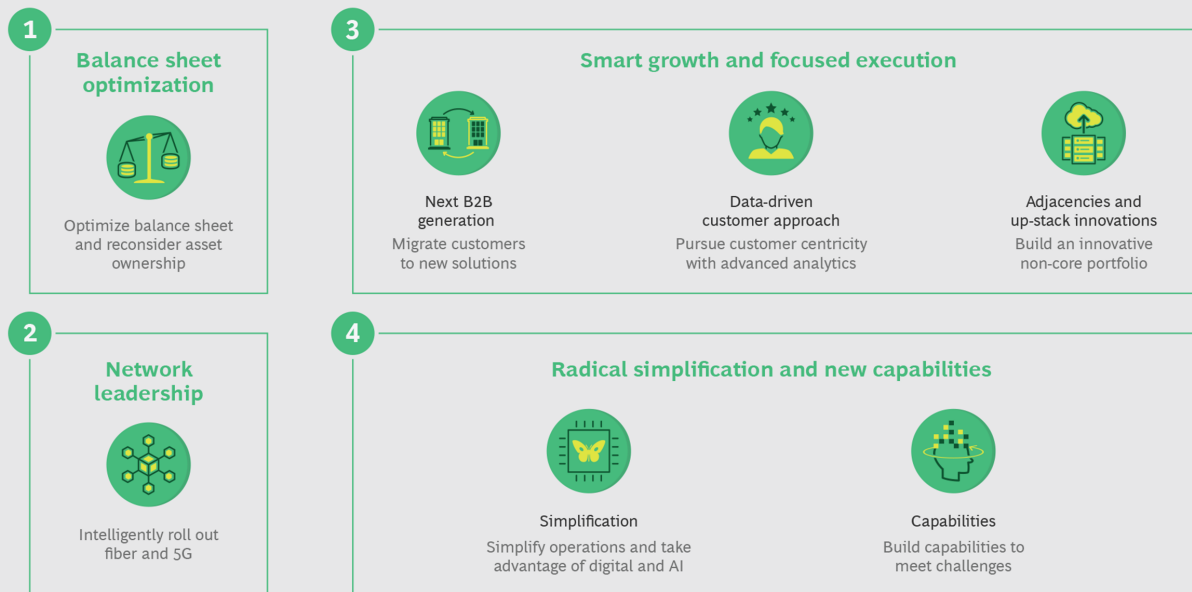 1
Balance sheet
optimization
Optimize balance sheet
and reconsider asset
ownership
2
Network
leadership
Intelligently roll out
fiber and 5G
3
Smart growth and focused execution
Next B2B
generation
Migrate customers
to new solutions
Data-driven
customer approach
Pursue customer centricity
with advanced analytics
Adjacencies and
up-stack innovations
Build an innovative
non-core portfolio
4
Radical simplification and new capabilities
Simplification
Simplify operations and take
advantage of digital and AI
Capabilities
Build capabilities to
meet challenges